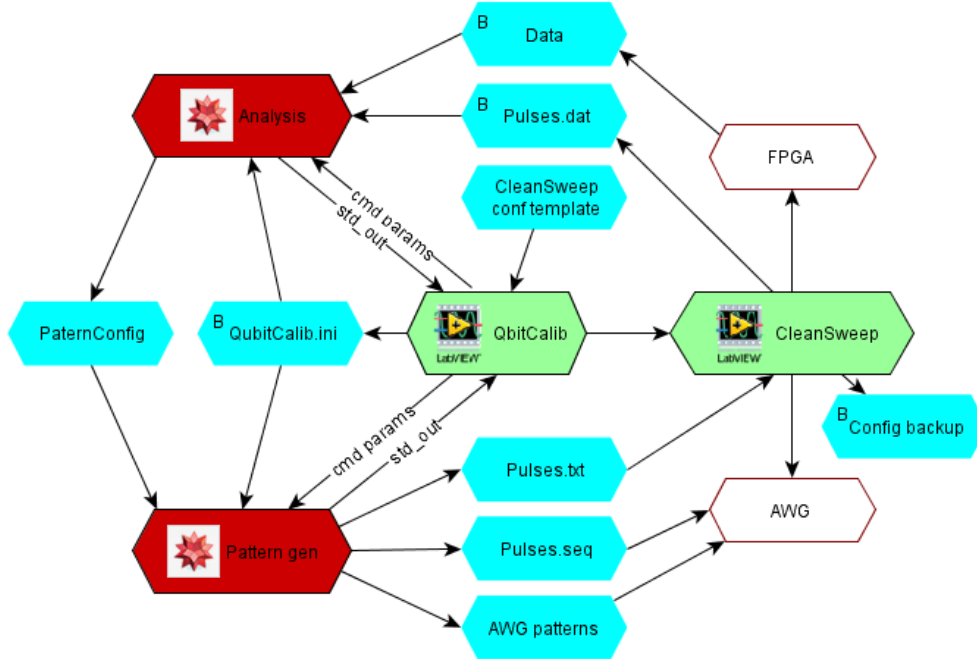 B
Data
Analysis
B
Pulses.dat
FPGA
CleanSweep
conf template
cmd params
std_out
PaternConfig
B
QubitCalib.ini
QbitCalib
LabVIEW
CleanSweep
LabVIEW
B
Config backup
cmd params
std_out
Pulses.txt
AWG
Pattern gen
Pulses.seq
AWG patterns